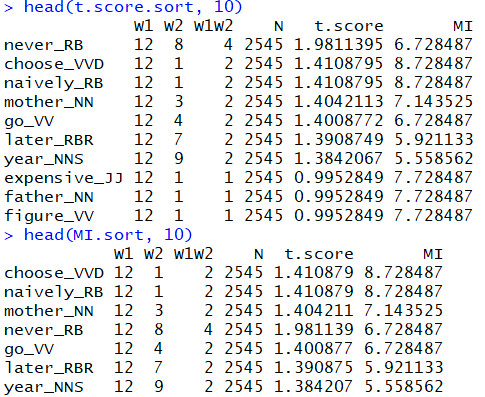 > head(t.score.sort, 10)
W1 W2 W1W2 N t.score MI
never_RB 12 8 4 2545 1.9811395 6.728487
choose_VVD 12 1 2 2545 1.4108795 8.728487
naively_RB 12 1 2 2545 1.4108795 8.728487
mother_NN 12 3 2 2545 1.4042113 7.143525
go_VV 12 4 2 2545 1.4008772 6.728487
later_RBR 12 7 2 2545 1.3908749 5.921133
year_NNS 12 9 2 2545 1.3842067 5.558562
expensive_JJ 12 1 1 2545 0.9952849 7.728487
father_NN 12 1 1 2545 0.9952849 7.728487
figure_VV 12 1 1 2545 0.9952849 7.728487
> head(MI.sort, 10)
W1 W2 W1W2 N t.score MI
choose_VVD 12 1 2 2545 1.410879 8.728487
naively_RB 12 1 2 2545 1.410879 8.728487
mother_NN 12 3 2 2545 1.404211 7.143525
never_RB 12 8 4 2545 1.981139 6.728487
go_VV 12 4 2 2545 1.400877 6.728487
later_RBR 12 7 2 2545 1.390875 5.921133
year_NNS 12 9 2 2545 1.384207 5.558562